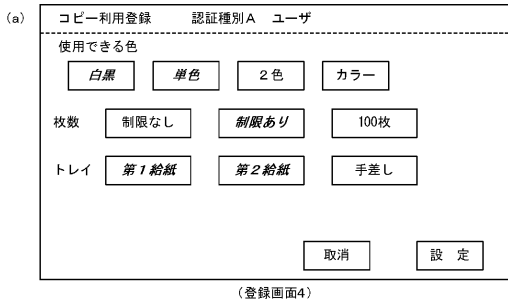 (a)
コピー利用登録 認証種別A ユーザ
使用できる色
白黒 単色 2色 カラー
枚数 制限なし 制限あり 100枚
トレイ 第1給紙 第2給紙 手差し
取消 設 定
(登録画面4)